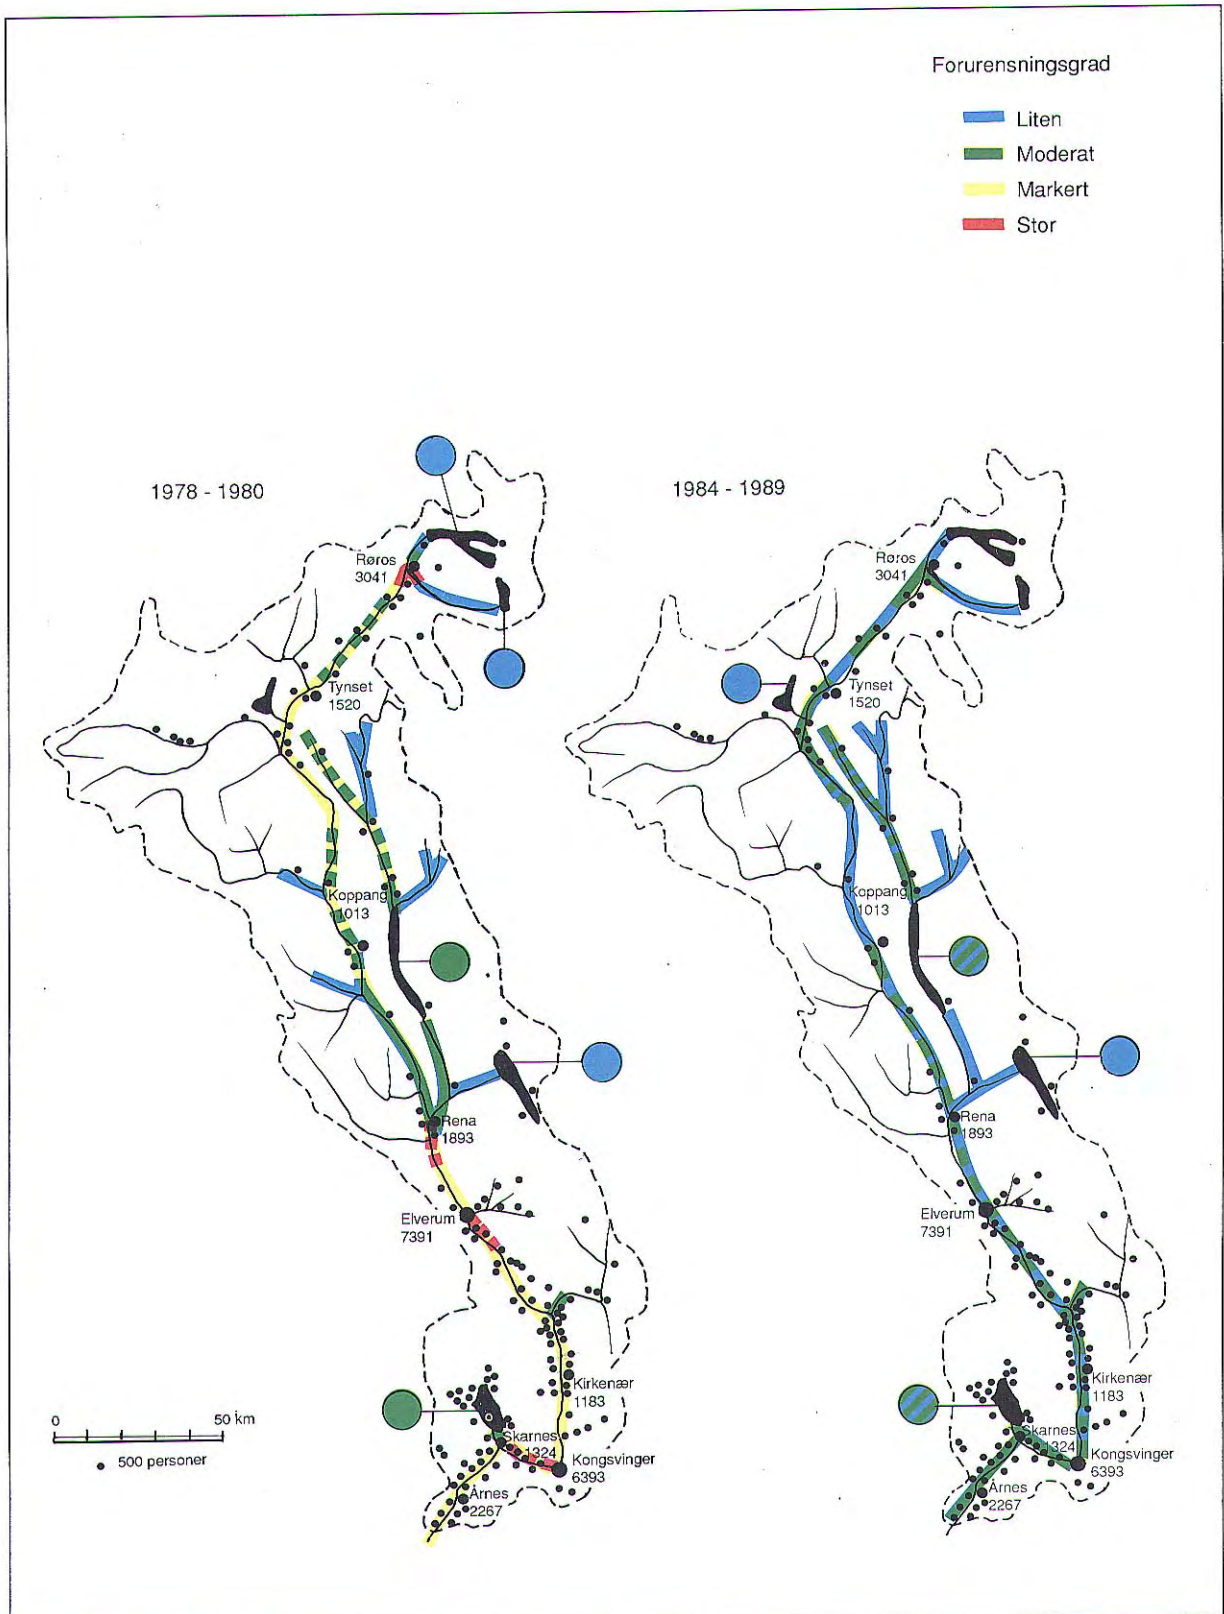 Forurensningsgrad
Liten
Moderat
Markert
Stor
1978 - 1980
Røros
3041
Tynset
1520
Koppang
1013
Rena
1893
Elverum
7391
Kirkenær
1183
Skarnes
1324
Kongsvinger
6393
Årnes
2267
0 50 km
500 personer
1984 - 1989
Røros
3041
Tynset
1520
Koppang
1013
Rena
1893
Elverum
7391
Kirkenær
1183
Skarnes
1324
Kongsvinger
6393
Årnes
2267